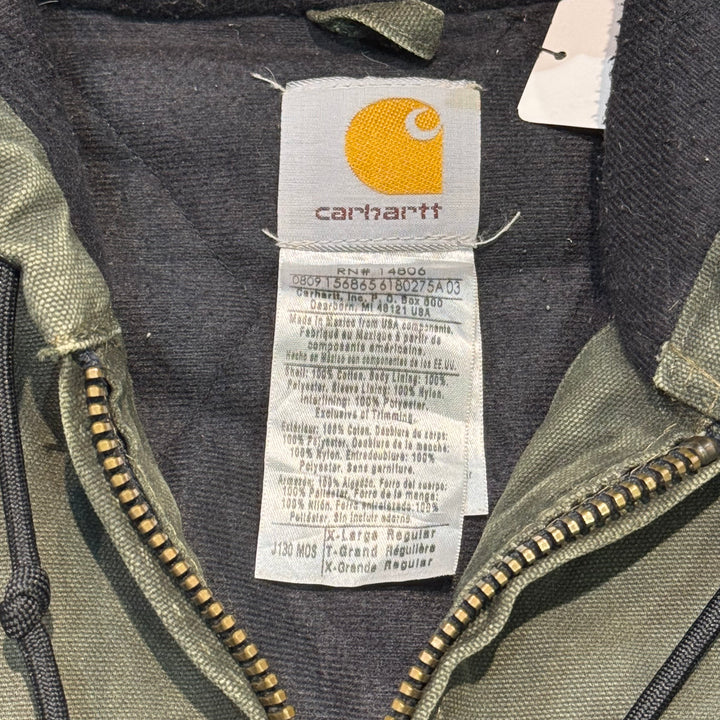 carhartt
RN# 14806
0809 156865 6180275A 03
Carhartt, Inc. P. O. Box 600
Dearborn, MI 48121 USA
Made in Mexico from USA components.
Fabriqué au Mexique à partir de
composants américains.
Hecho en México con componentes de los EE.UU.
Shell: 100% Cotton, Body Lining: 100%
Polyester, Sleeve Lining: 100% Nylon,
Interlining: 100% Polyester
Exclusive of Trimming.
Extérieur: 100% Coton, Doublure du corps:
100% Polyester, Doublure de la manche:
100% Nylon, Entredoublure: 100%
Polyester, Sans garniture.
Armazón: 100% Algodón, Forro del cuerpo:
100% Poliéster, Forro de la manga:
100% Nilón, Forro entretelado: 100%
Poliéster, Sin incluir adorno
J130 MOS
X-Large Regular
T-Grand Régulière
X-Grande Regular